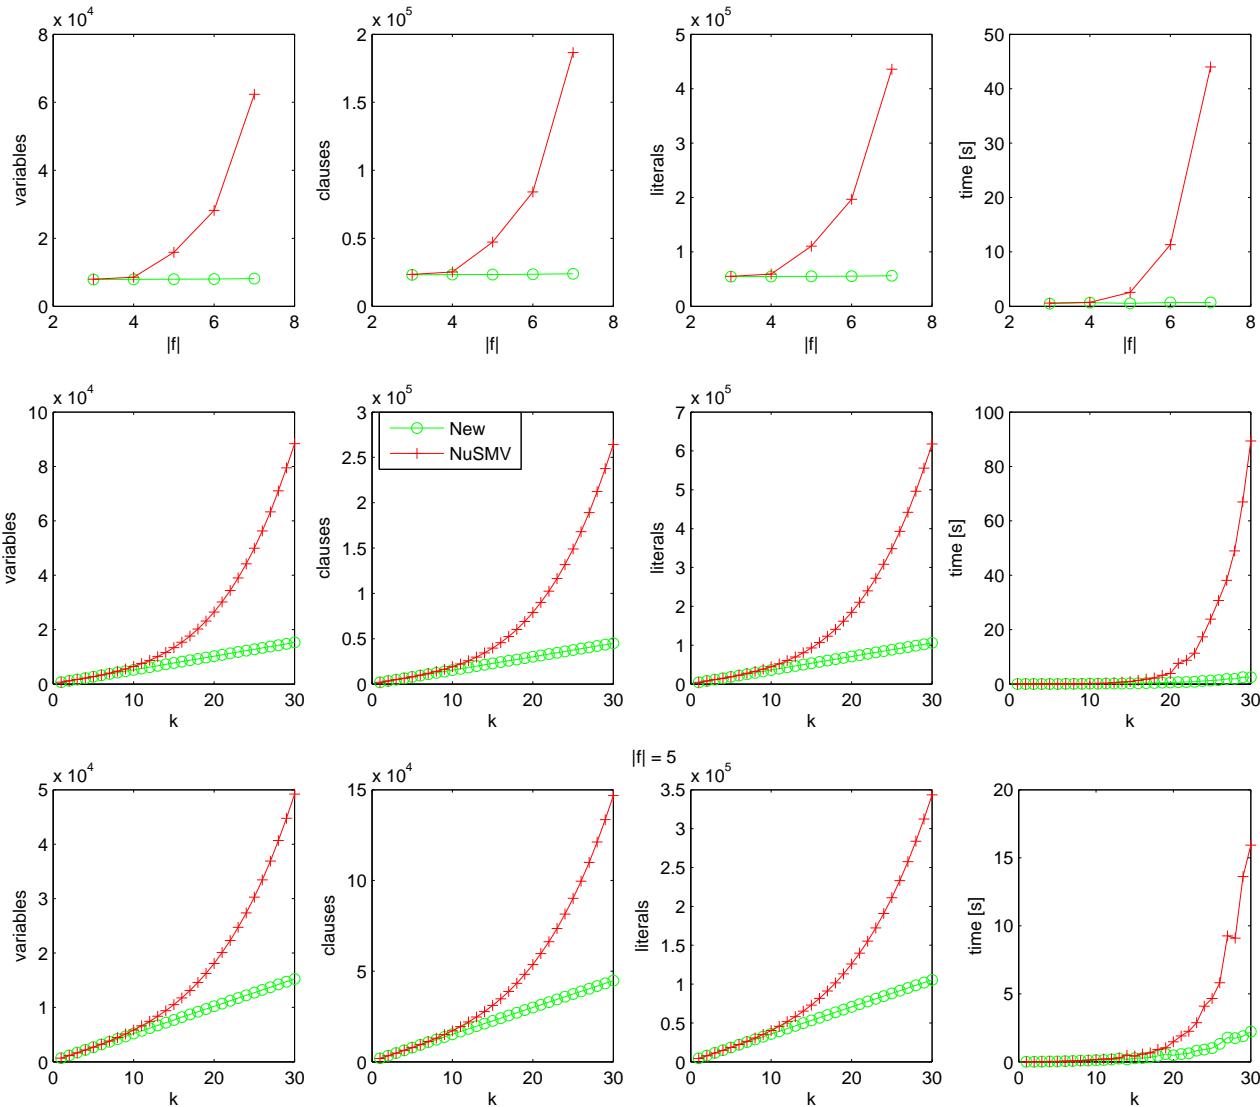 x 10^4
8
6
4
2
0
2 4 6 8
variables
|f|
x 10^5
2
1.5
1
0.5
0
2 4 6 8
clauses
|f|
x 10^5
5
4
3
2
1
0
2 4 6 8
literals
|f|
50
40
30
20
10
0
2 4 6 8
time [s]
|f|
x 10^4
10
8
6
4
2
0
0 10 20 30
variables
k
x 10^5
3
2.5
2
1.5
1
0.5
0
0 10 20 30
clauses
k
New
NuSMV
x 10^5
7
6
5
4
3
2
1
0
0 10 20 30
literals
k
100
80
60
40
20
0
0 10 20 30
time [s]
k
|f| = 5
x 10^4
5
4
3
2
1
0
0 10 20 30
variables
k
x 10^4
15
10
5
0
0 10 20 30
clauses
k
x 10^5
3.5
3
2.5
2
1.5
1
0.5
0
0 10 20 30
literals
k
20
15
10
5
0
0 10 20 30
time [s]
k